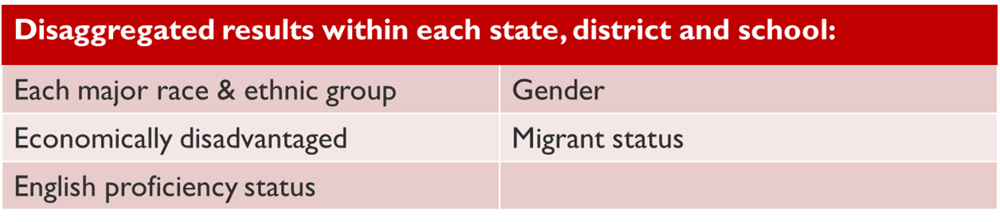 Disaggregated results within each state, district and school:
Each major race & ethnic group
Gender
Economically disadvantaged
Migrant status
English proficiency status